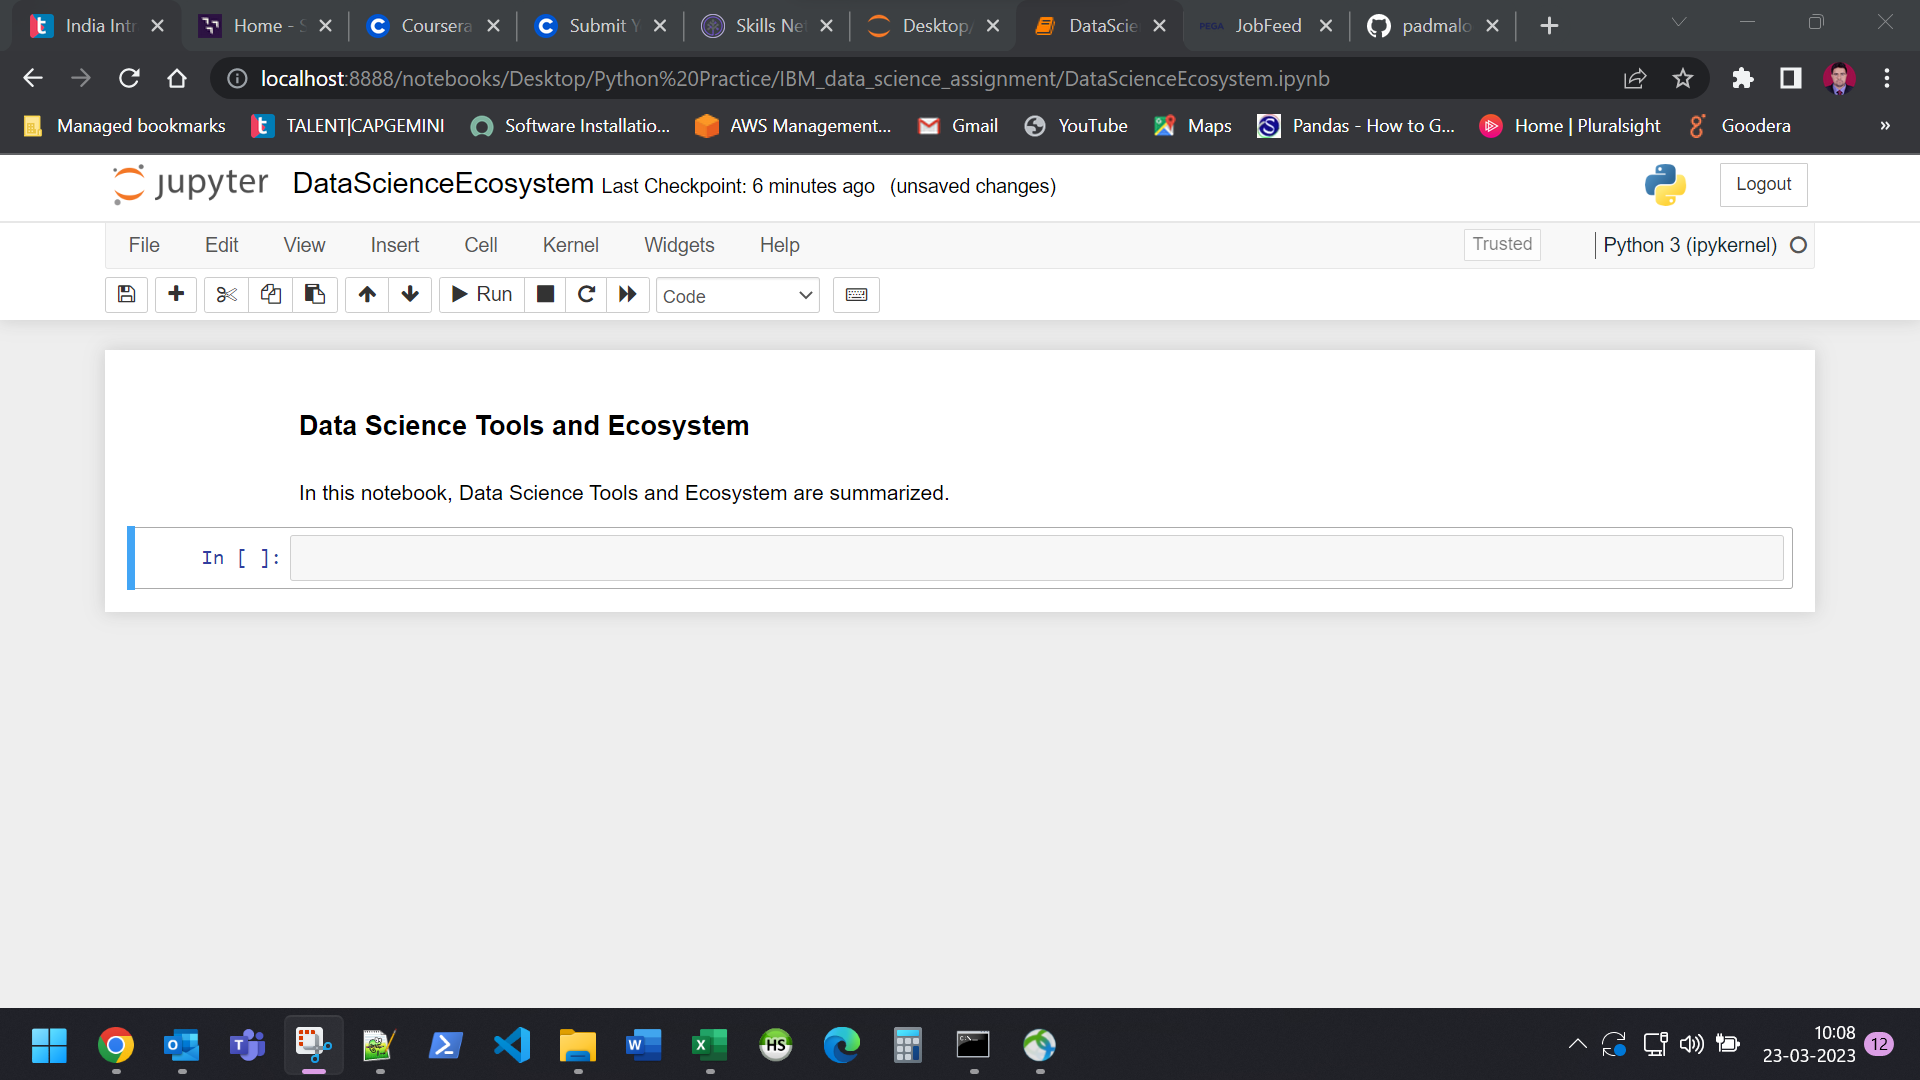 India Intr
Home - S
Coursera
Submit Y
Skills Net
Desktop/
DataScie
PEGA JobFeed
padmalo
localhost:8888/notebooks/Desktop/Python%20Practice/IBM_data_science_assignment/DataScienceEcosystem.ipynb
Managed bookmarks
TALENT|CAPGEMINI
Software Installatio...
AWS Management...
Gmail
YouTube
Maps
Pandas - How to G...
Home | Pluralsight
Goodera
»
jupyter DataScienceEcosystem Last Checkpoint: 6 minutes ago (unsaved changes)
Logout
File Edit View Insert Cell Kernel Widgets Help
Trusted
Python 3 (ipykernel)
Run
Code
Data Science Tools and Ecosystem
In this notebook, Data Science Tools and Ecosystem are summarized.
In [ ]:
HS
10:08
23-03-2023
12